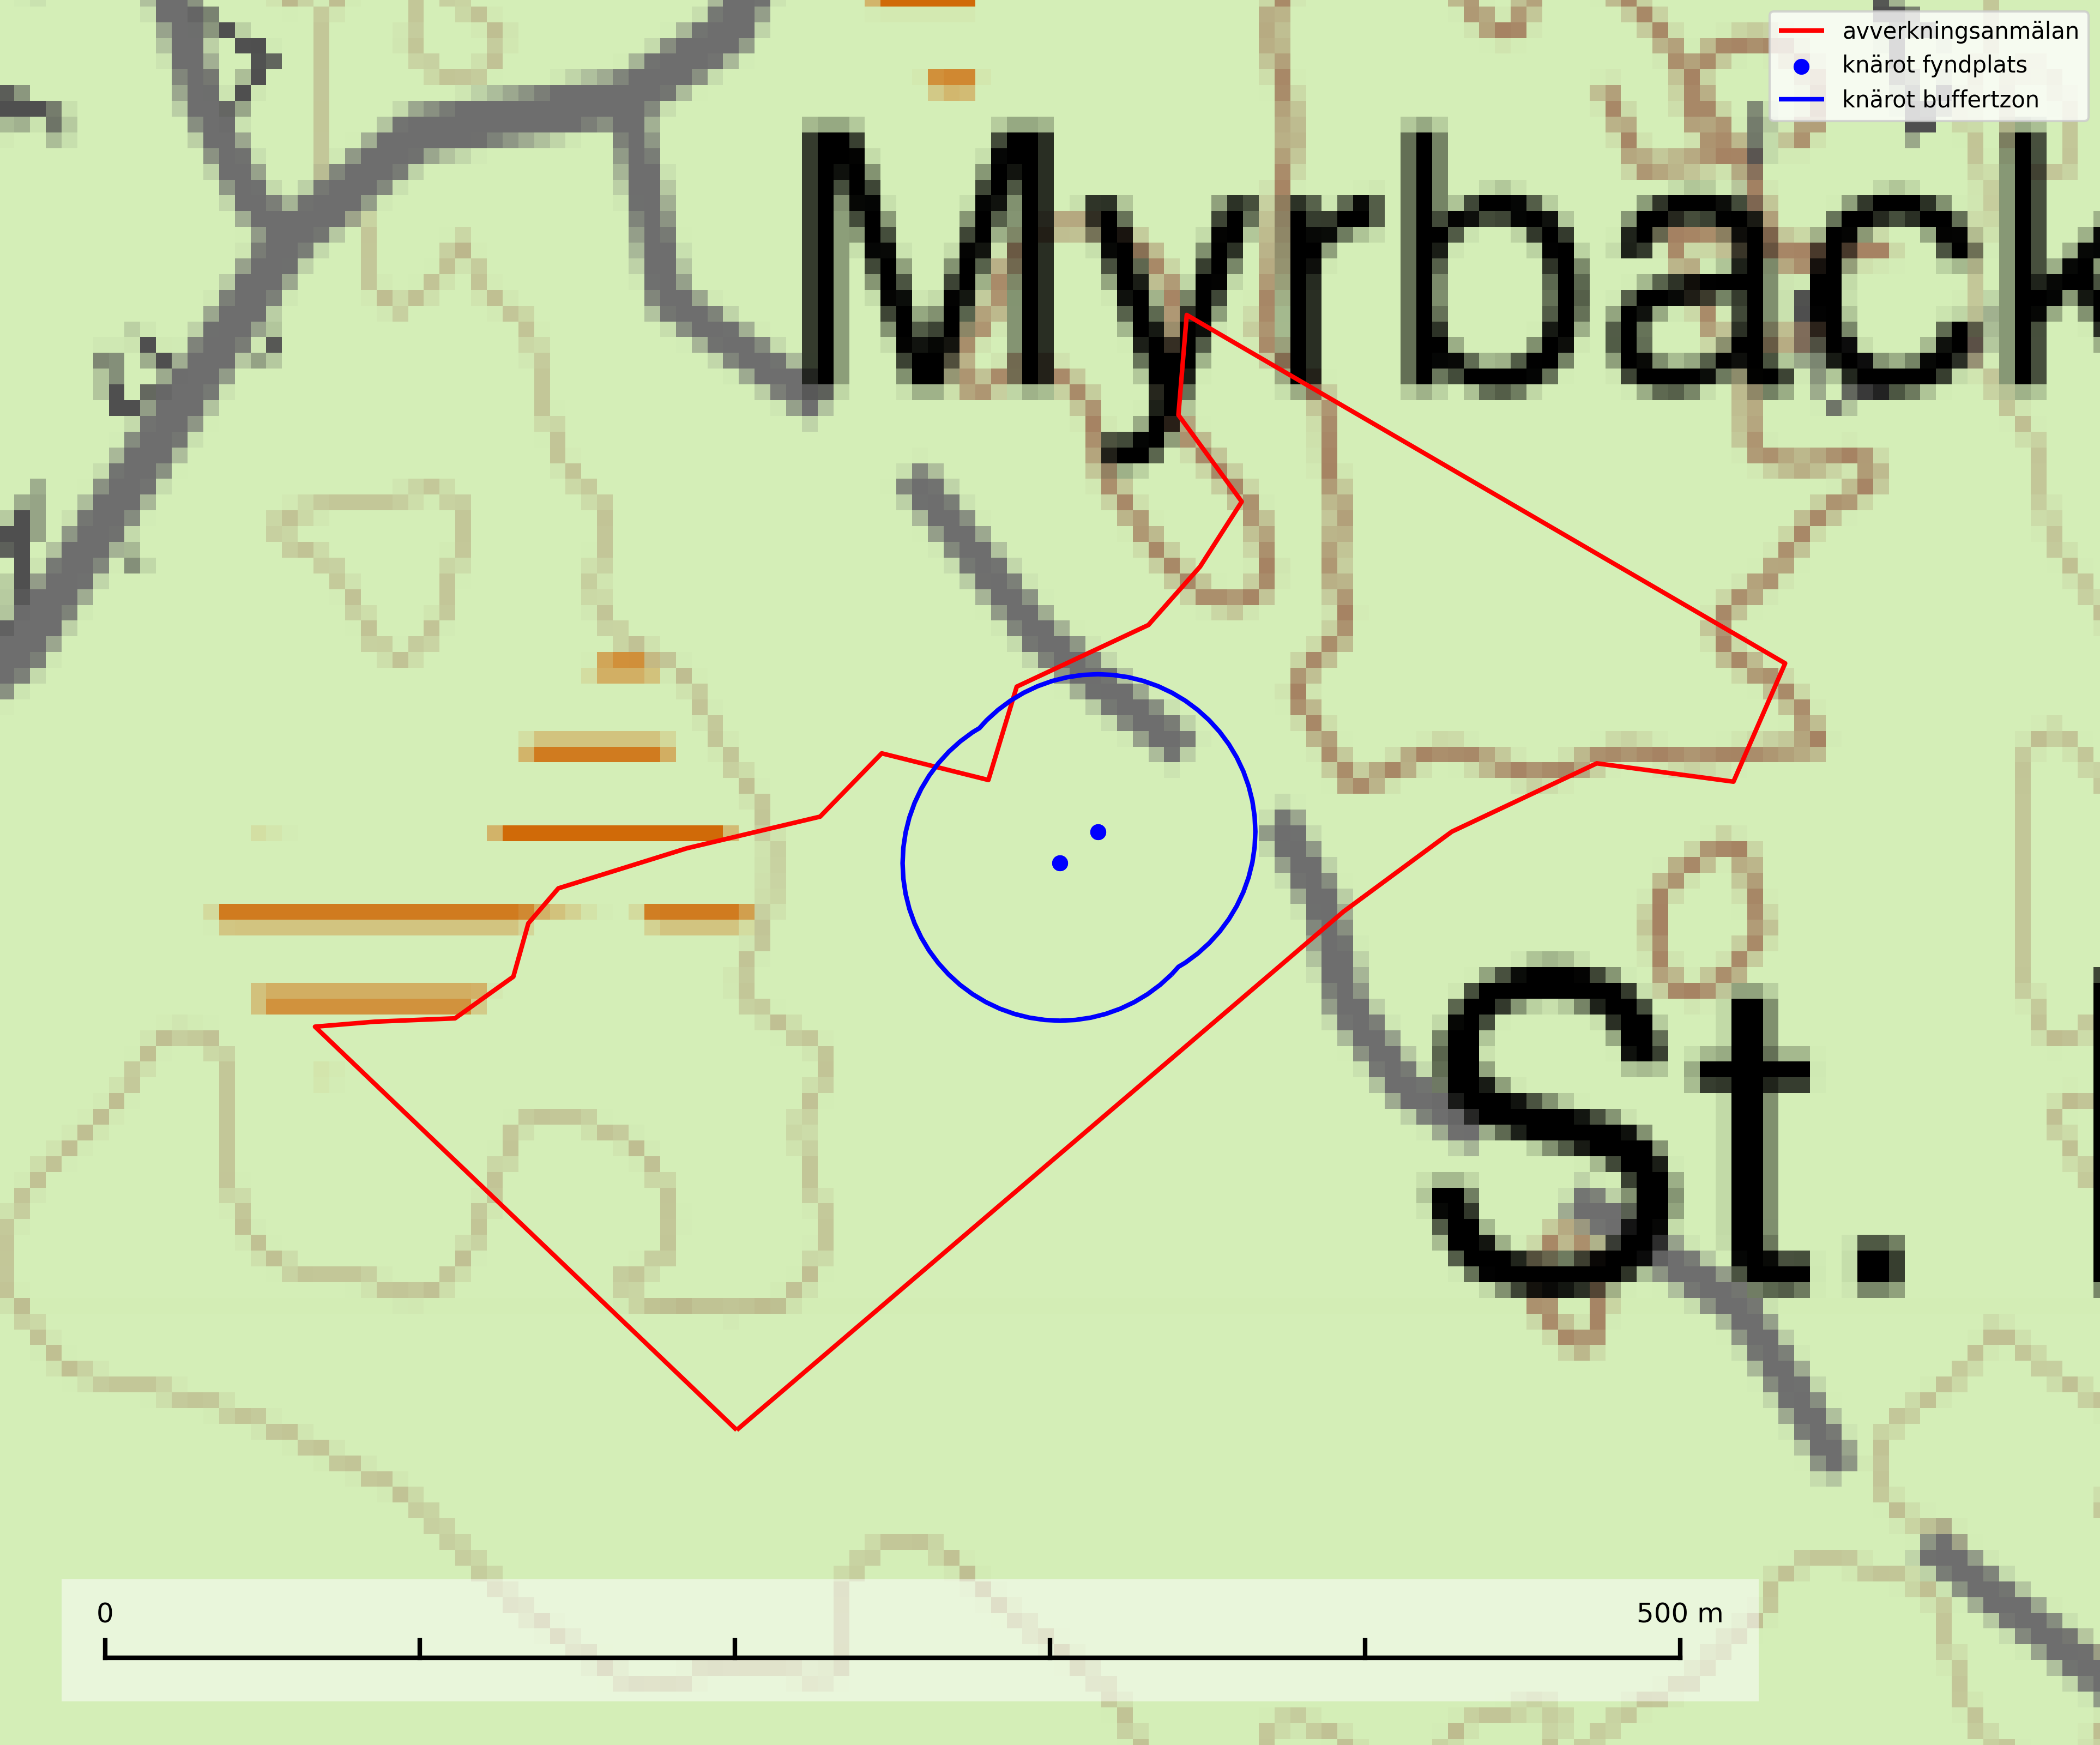 avverkningsanmälan
knärot fyndplats
knärot buffertzon
Myrback
St.
0 500 m